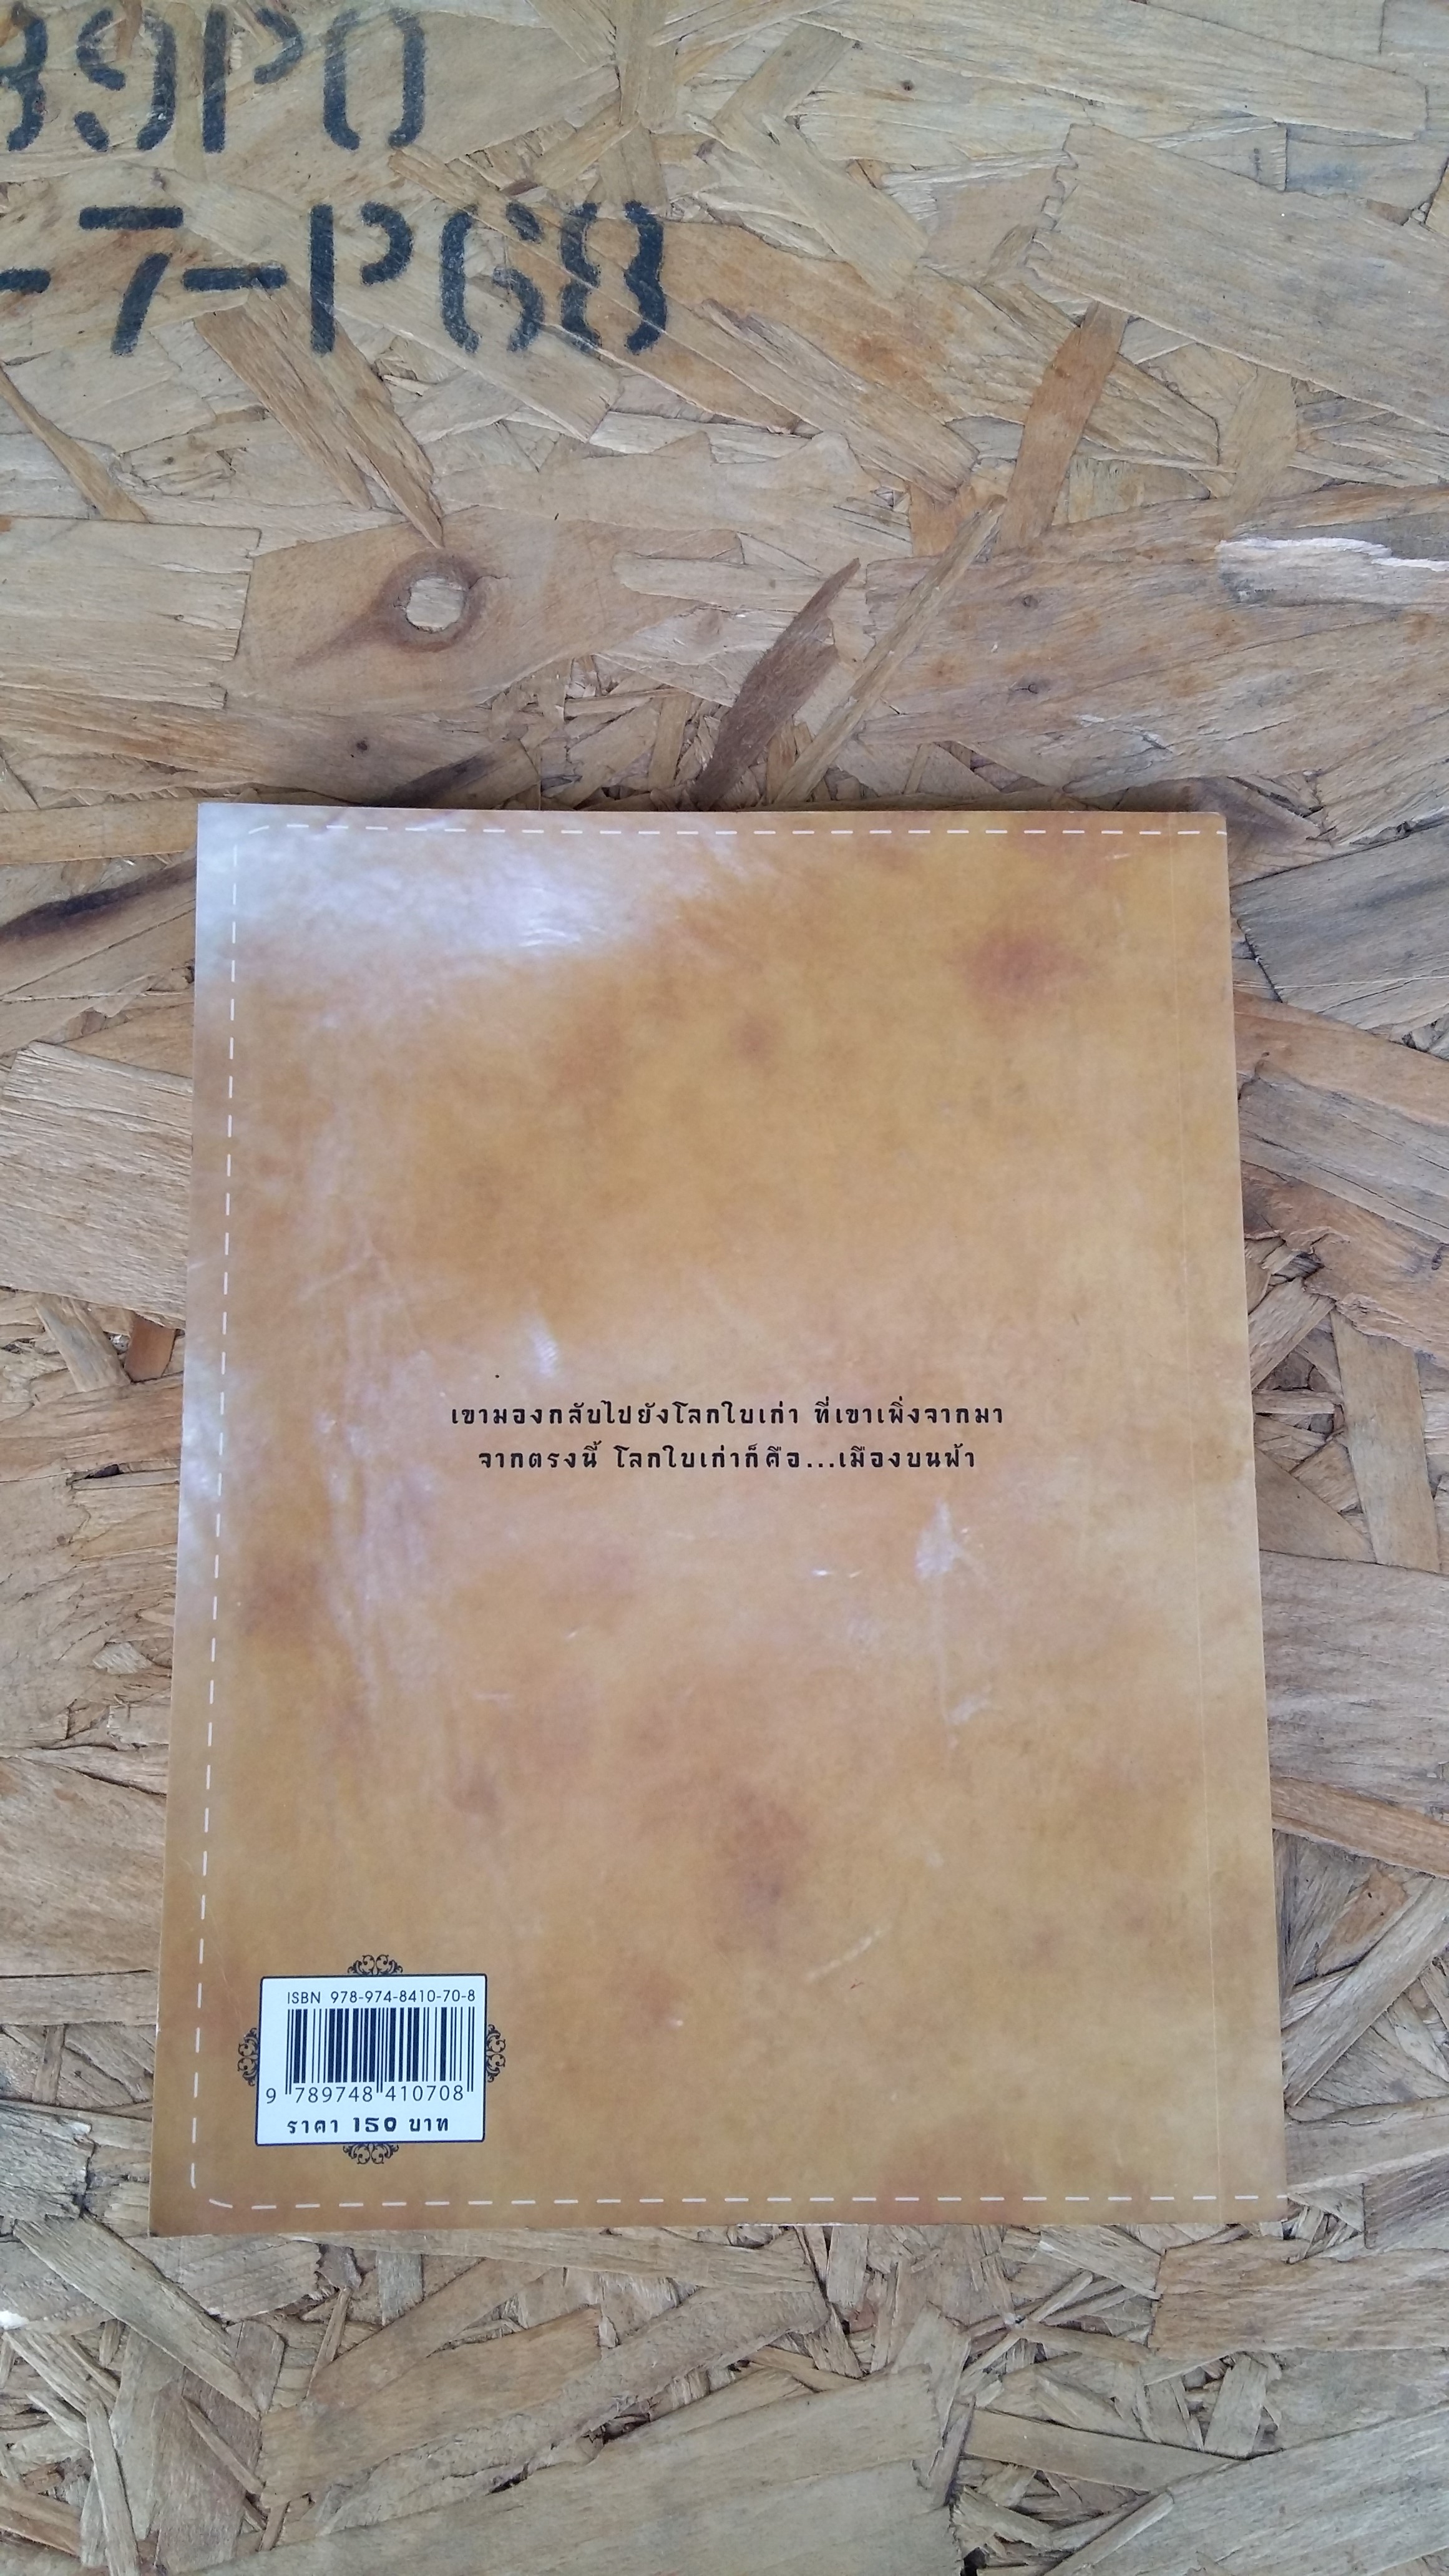 39P0
-7-P68
เขามองกลับไปยังโลกใบเก่า ที่เขาเพิ่งจากมา
จากตรงนี้ โลกใบเก่าก็คือ...เมืองบนฟ้า
ISBN 978-974-8410-70-8
9 789748 410708
ราคา 150 บาท